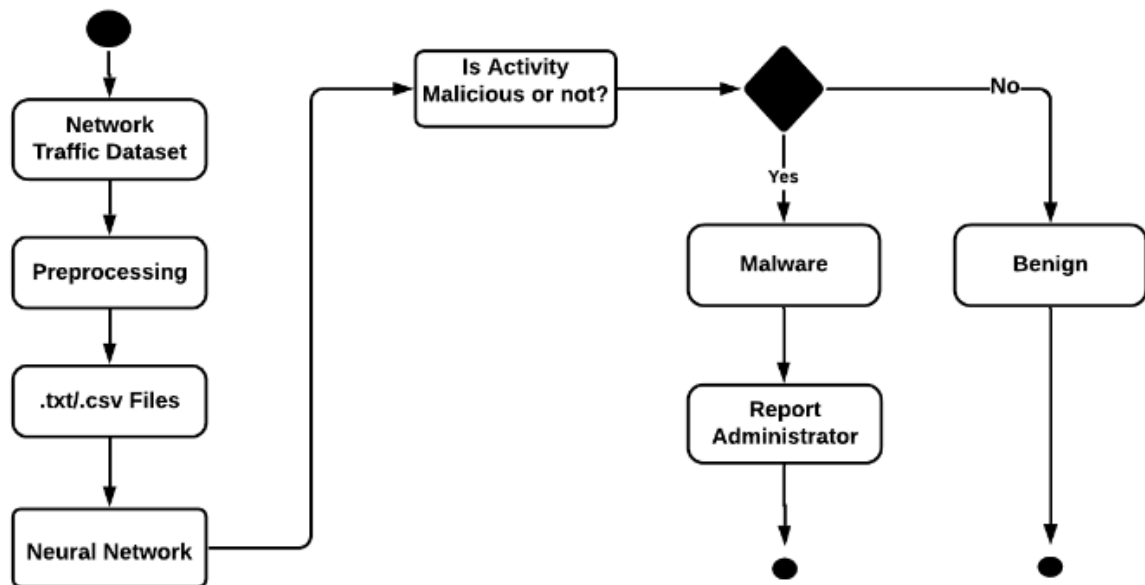 Network
Traffic Dataset
Preprocessing
.txt/.csv Files
Neural Network
Is Activity
Malicious or not?
Yes
No
Malware
Report
Administrator
Benign